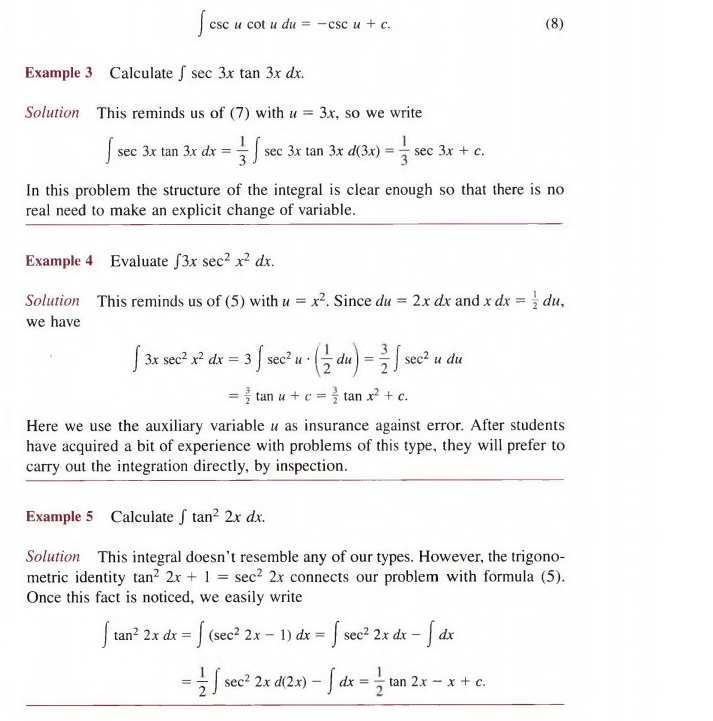 ∫ csc u cot u du = −csc u + c. (8)
Example 3 Calculate ∫ sec 3x tan 3x dx.
Solution This reminds us of (7) with u = 3x, so we write
∫ sec 3x tan 3x dx = 1/3 ∫ sec 3x tan 3x d(3x) = 1/3 sec 3x + c.
In this problem the structure of the integral is clear enough so that there is no
real need to make an explicit change of variable.
Example 4 Evaluate ∫3x sec² x² dx.
Solution This reminds us of (5) with u = x². Since du = 2x dx and x dx = ½ du,
we have
∫ 3x sec² x² dx = 3 ∫ sec² u · (1/2 du) = 3/2 ∫ sec² u du
= 3/2 tan u + c = 3/2 tan x² + c.
Here we use the auxiliary variable u as insurance against error. After students
have acquired a bit of experience with problems of this type, they will prefer to
carry out the integration directly, by inspection.
Example 5 Calculate ∫ tan² 2x dx.
Solution This integral doesn't resemble any of our types. However, the trigono-
metric identity tan² 2x + 1 = sec² 2x connects our problem with formula (5).
Once this fact is noticed, we easily write
∫ tan² 2x dx = ∫ (sec² 2x − 1) dx = ∫ sec² 2x dx − ∫ dx
= 1/2 ∫ sec² 2x d(2x) − ∫ dx = 1/2 tan 2x − x + c.